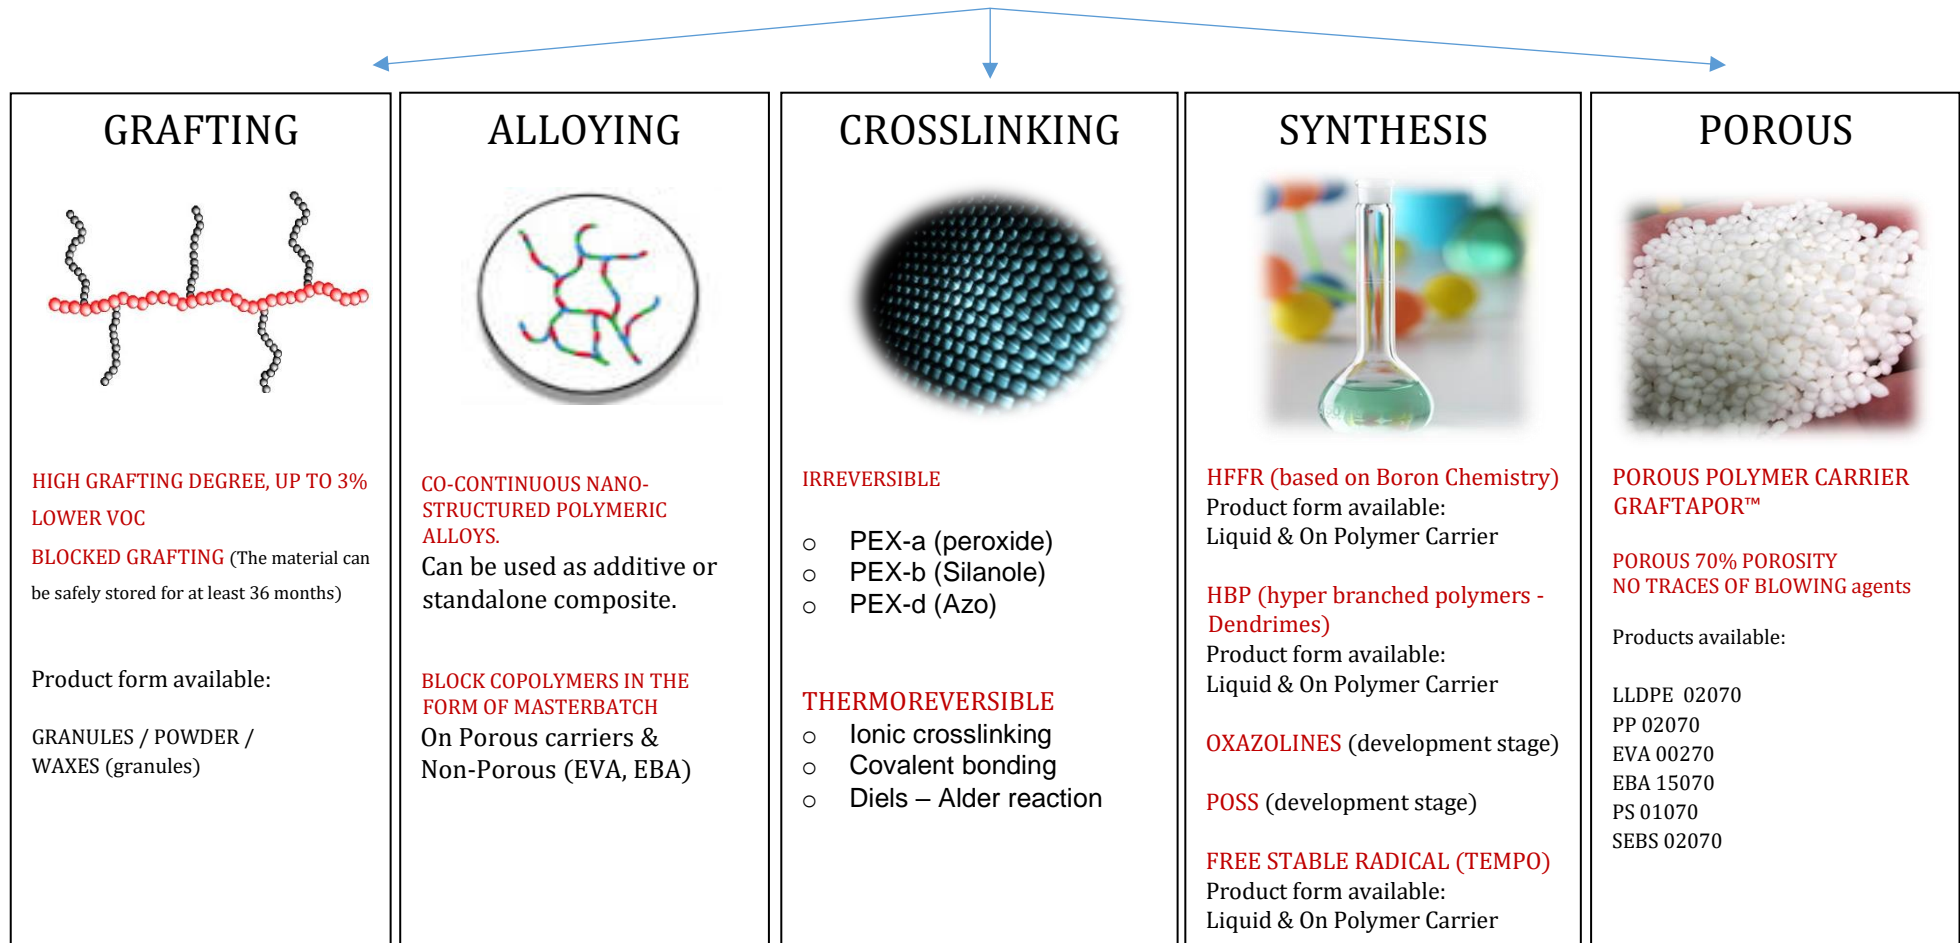 GRAFTING
HIGH GRAFTING DEGREE, UP TO 3%
LOWER VOC
BLOCKED GRAFTING (The material can
be safely stored for at least 36 months)
Product form available:
GRANULES / POWDER /
WAXES (granules)
ALLOYING
CO-CONTINUOUS NANO-
STRUCTURED POLYMERIC
ALLOYS.
Can be used as additive or
standalone composite.
BLOCK COPOLYMERS IN THE
FORM OF MASTERBATCH
On Porous carriers &
Non-Porous (EVA, EBA)
CROSSLINKING
IRREVERSIBLE
o PEX-a (peroxide)
o PEX-b (Silanole)
o PEX-d (Azo)
THERMOREVERSIBLE
o Ionic crosslinking
o Covalent bonding
o Diels – Alder reaction
SYNTHESIS
HFFR (based on Boron Chemistry)
Product form available:
Liquid & On Polymer Carrier
HBP (hyper branched polymers -
Dendrimes)
Product form available:
Liquid & On Polymer Carrier
OXAZOLINES (development stage)
POSS (development stage)
FREE STABLE RADICAL (TEMPO)
Product form available:
Liquid & On Polymer Carrier
POROUS
POROUS POLYMER CARRIER
GRAFTAPOR™
POROUS 70% POROSITY
NO TRACES OF BLOWING agents
Products available:
LLDPE 02070
PP 02070
EVA 00270
EBA 15070
PS 01070
SEBS 02070